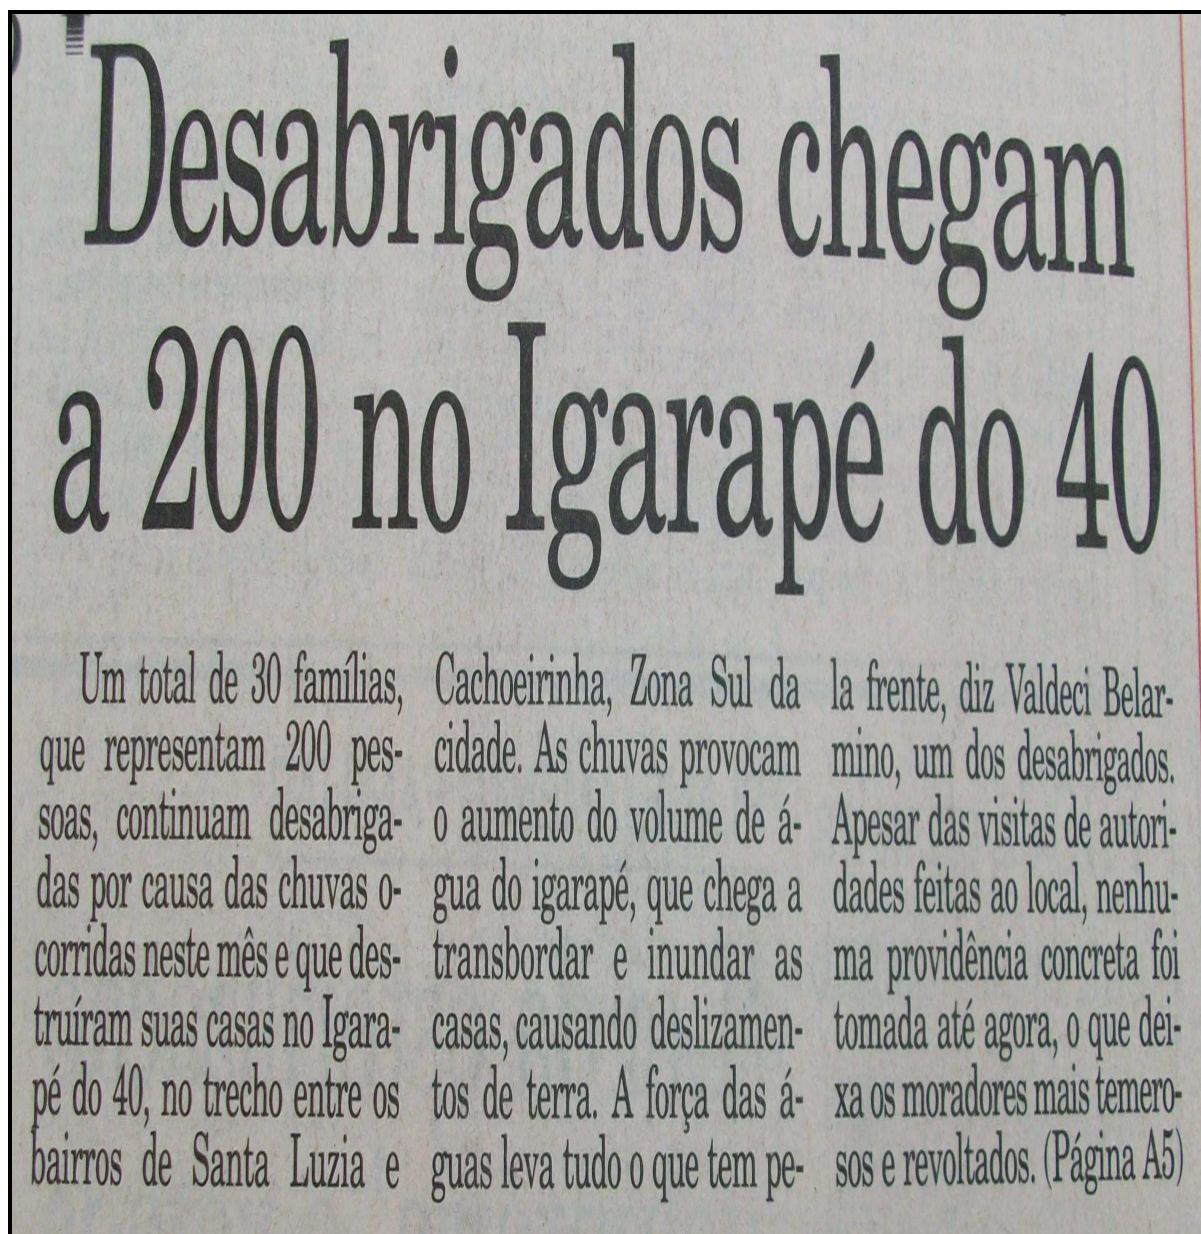 Desabrigados chegam
a 200 no Igarapé do 40
Um total de 30 famílias,
que representam 200 pes-
soas, continuam desabriga-
das por causa das chuvas o-
corridas neste mês e que des-
truíram suas casas no Igara-
pé do 40, no trecho entre os
bairros de Santa Luzia e
Cachoeirinha, Zona Sul da
cidade. As chuvas provocam
o aumento do volume de á-
gua do igarapé, que chega a
transbordar e inundar as
casas, causando deslizamen-
tos de terra. A força das á-
guas leva tudo o que tem pe-
la frente, diz Valdeci Belar-
mino, um dos desabrigados.
Apesar das visitas de autori-
dades feitas ao local, nenhu-
ma providência concreta foi
tomada até agora, o que dei-
xa os moradores mais temero-
sos e revoltados. (Página A5)